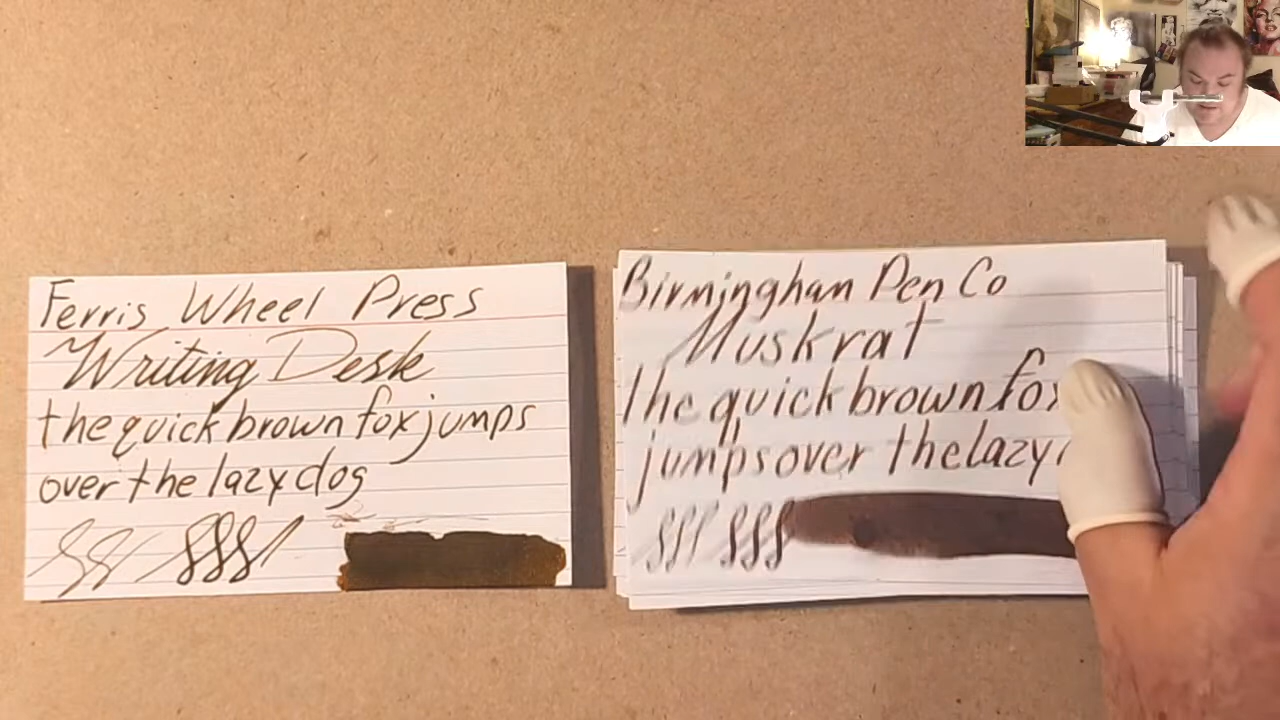 Ferris Wheel Press
Writing Desk
the quick brown fox jumps
over the lazy dog
Birmingham Pen Co
Muskrat
the quick brown fox
jumps over the lazy